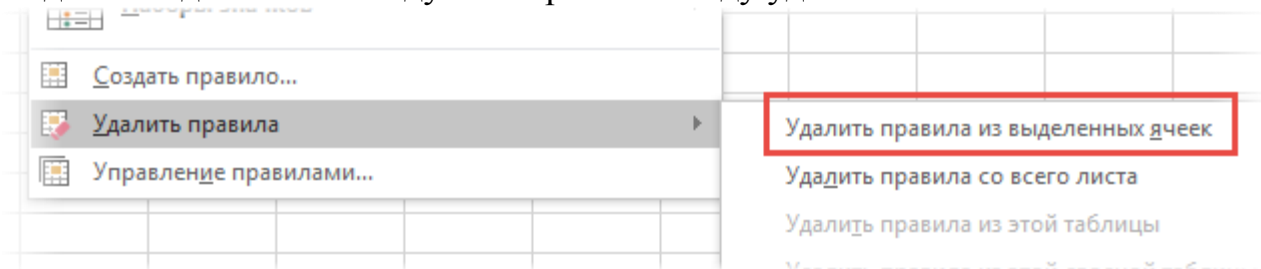 Создать правило...
Удалить правила
Управление правилами...
Удалить правила из выделенных ячеек
Удалить правила со всего листа
Удалить правила из этой таблицы